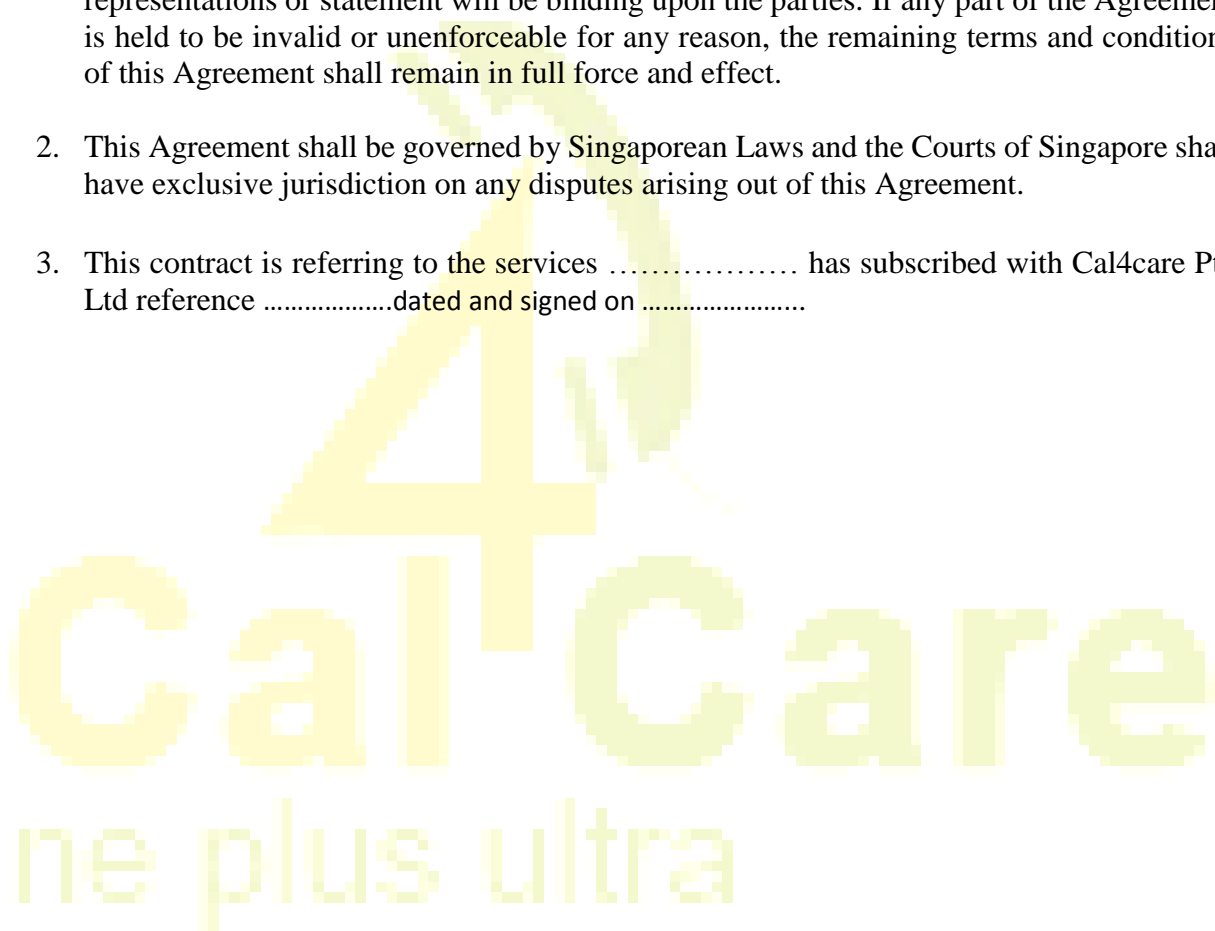 representations or statement will be binding upon the parties. If any part of the
is held to be invalid or unenforceable for any reason, the remaining terms and
of this Agreement shall remain in full force and effect.
2. This Agreement shall be governed by Singaporean Laws and the Courts of Singapore
have exclusive jurisdiction on any disputes arising out of this Agreement.
3. This contract is referring to the services ……………… has subscribed with Cal4care
Ltd reference ……………….dated and signed on …………………...
4
Cal Care
ne plus ultra